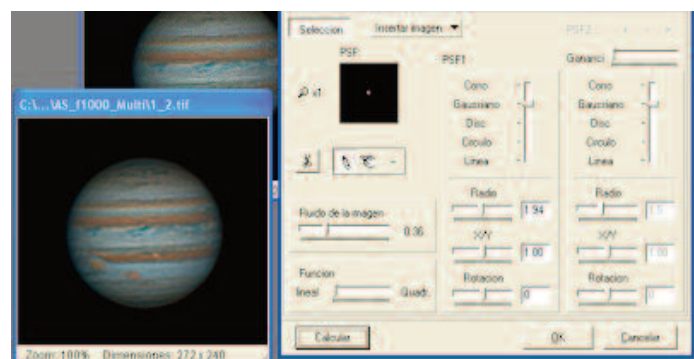 Seleccion Insertar imagen PSF2:
PSF: PSF1 Gananci
x1
Cono Cono
Gaussiano Gaussiano
Disc Disc
Circulo Circulo
Linea Linea
C:\...\AS_f1000_Multi\1_2.tif
Radio Radio
Ruido de la imagen 1.94 1.5
0.36 X/Y X/Y
1.00 1.00
Funcion Rotacion Rotacion
lineal Quadr. 0 0
Calcular OK Cancelar
Zoom: 100% Dimensiones: 272 x 240